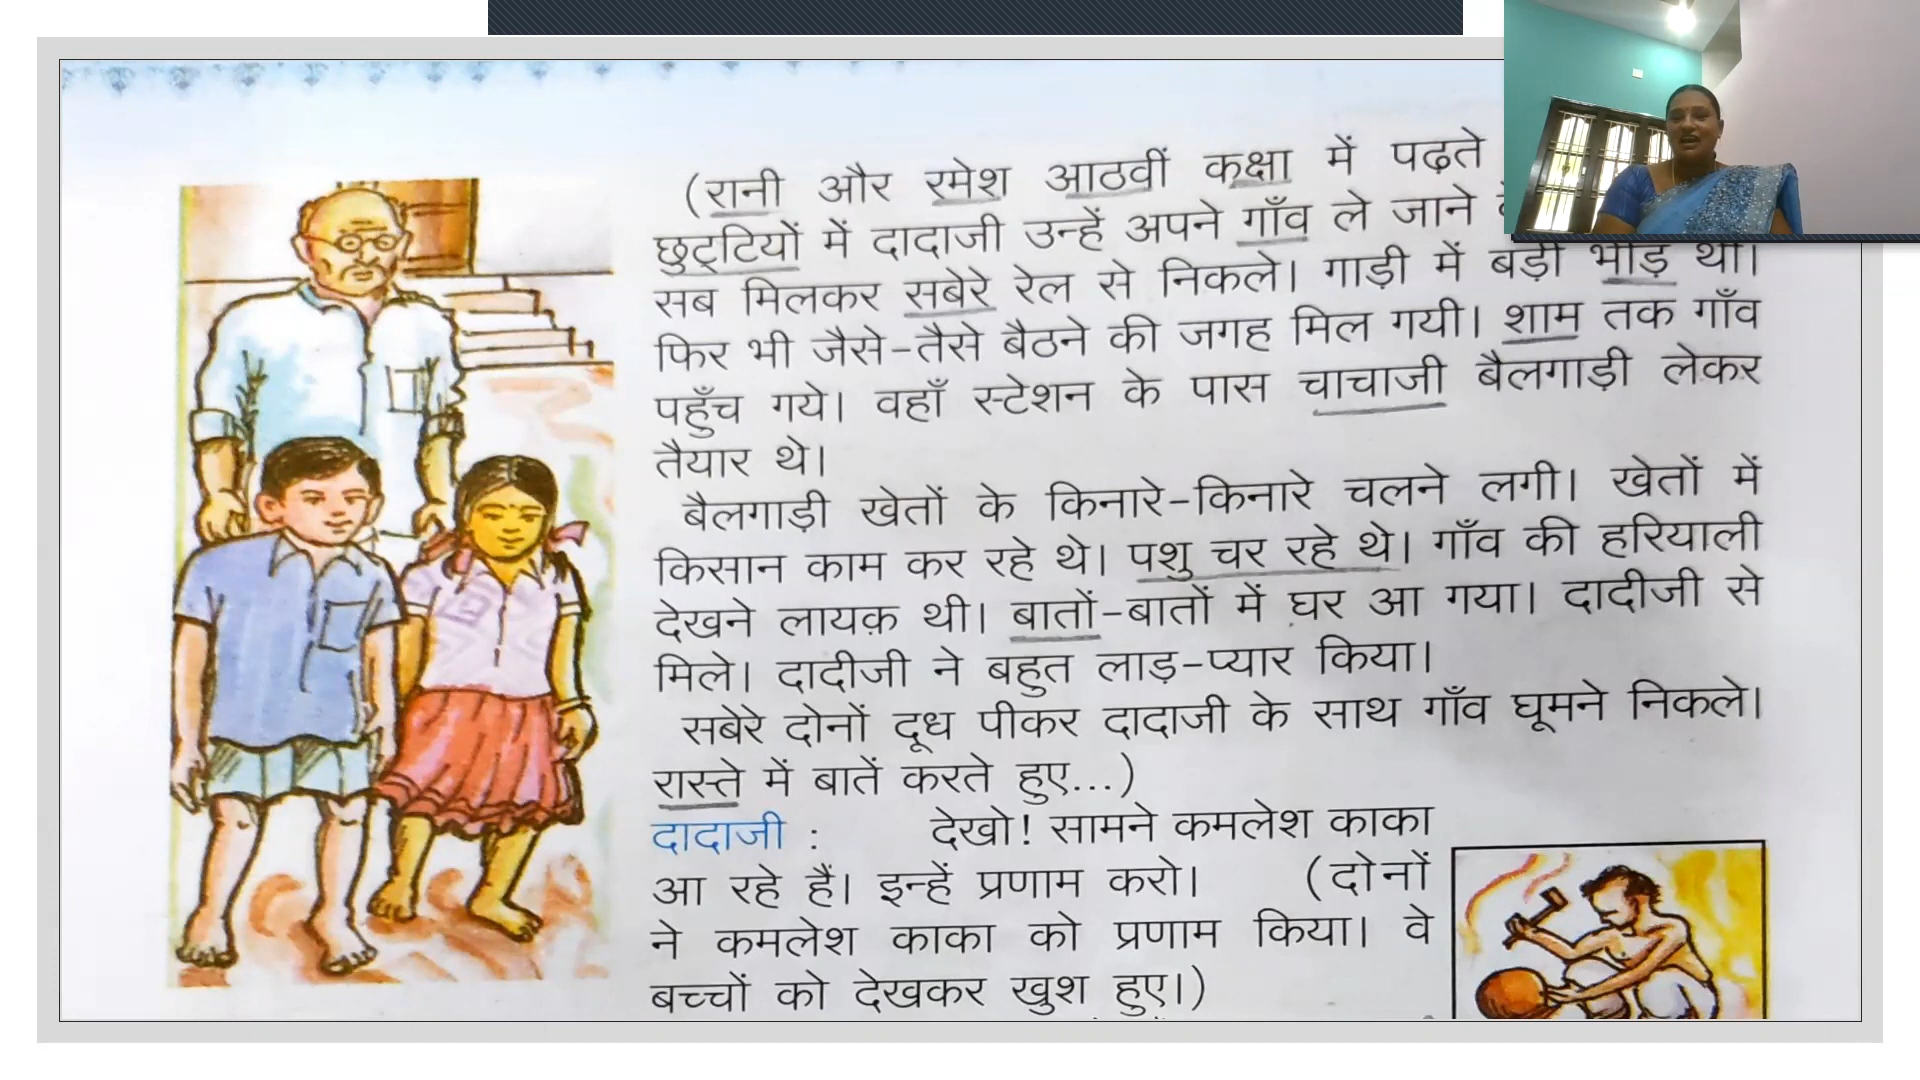 (रानी और रमेश आठवीं कक्षा में पढ़ते
छुट्टियों में दादाजी उन्हें अपने गाँव ले जाने
सब मिलकर सबेरे रेल से निकले। गाड़ी में बड़ी भीड़ थी।
फिर भी जैसे-तैसे बैठने की जगह मिल गयी। शाम तक गाँव
पहुँच गये। वहाँ स्टेशन के पास चाचाजी बैलगाड़ी लेकर
तैयार थे।
बैलगाड़ी खेतों के किनारे-किनारे चलने लगी। खेतों में
किसान काम कर रहे थे। पशु चर रहे थे। गाँव की हरियाली
देखने लायक़ थी। बातों-बातों में घर आ गया। दादीजी से
मिले। दादीजी ने बहुत लाड़-प्यार किया।
सबेरे दोनों दूध पीकर दादाजी के साथ गाँव घूमने निकले।
रास्ते में बातें करते हुए...)
दादाजी : देखो! सामने कमलेश काका
आ रहे हैं। इन्हें प्रणाम करो। (दोनों
ने कमलेश काका को प्रणाम किया। वे
बच्चों को देखकर खुश हुए।)